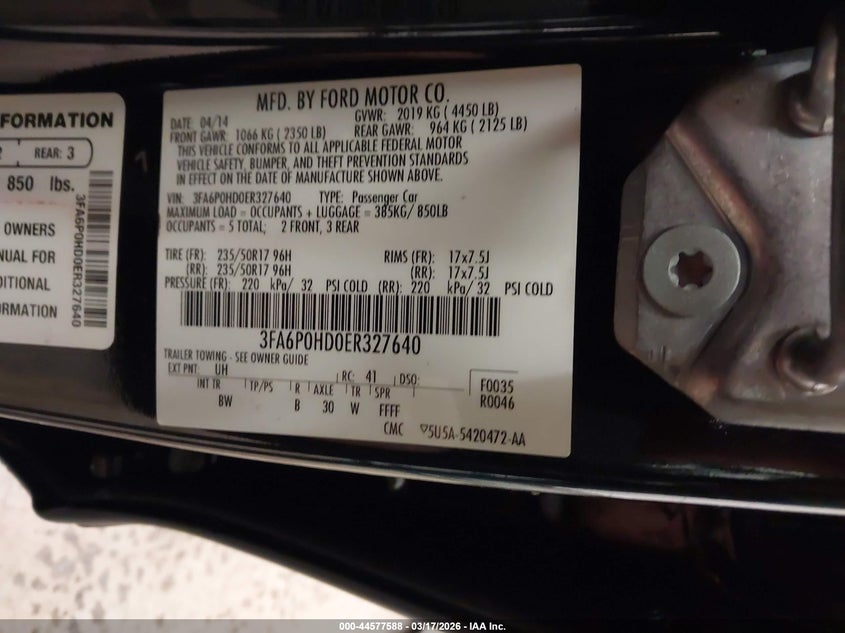 FORMATION
2 REAR: 3
850 lbs.
OWNERS
NUAL FOR
DITIONAL
ORMATION
3FA6P0HD0ER327640
MFD. BY FORD MOTOR CO.
DATE: 04/14 GVWR: 2019 KG ( 4450 LB)
FRONT GAWR: 1066 KG ( 2350 LB) REAR GAWR: 964 KG ( 2125 LB)
THIS VEHICLE CONFORMS TO ALL APPLICABLE FEDERAL MOTOR
VEHICLE SAFETY, BUMPER, AND THEFT PREVENTION STANDARDS
IN EFFECT ON THE DATE OF MANUFACTURE SHOWN ABOVE.
VIN: 3FA6P0HD0ER327640 TYPE: Passenger Car
MAXIMUM LOAD = OCCUPANTS + LUGGAGE = 385KG/ 850LB
OCCUPANTS = 5 TOTAL; 2 FRONT, 3 REAR
TIRE (FR): 235/50R17 96H RIMS (FR): 17x7.5J
(RR): 235/50R17 96H (RR): 17x7.5J
PRESSURE (FR): 220 kPa/ 32 PSI COLD (RR): 220 kPa/ 32 PSI COLD
3FA6P0HD0ER327640
TRAILER TOWING - SEE OWNER GUIDE
EXT PNT: UH RC: 41 DSO: F0035
INT TR TP/PS R AXLE TR SPR R0046
BW B 30 W FFFF
CMC 5U5A-5420472-AA
000-44577588 - 03/17/2026 - IAA Inc.